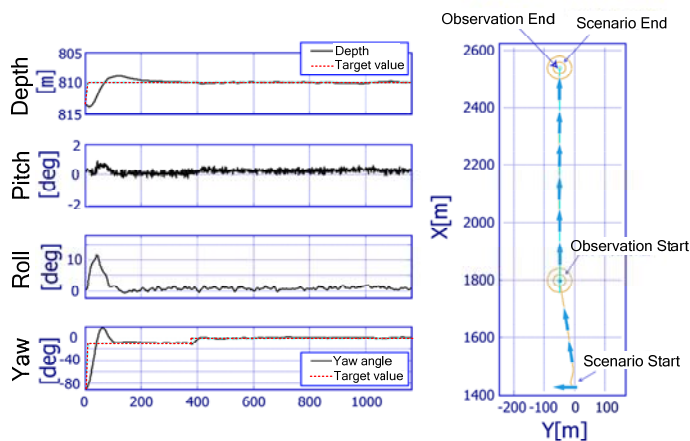 Observation End
Scenario End
Depth
[m]
805
810
815
Depth
Target value
Pitch
[deg]
2
0
-2
Roll
[deg]
10
0
Yaw
[deg]
0
-40
-80
Yaw angle
Target value
0 200 400 600 800 1000
X[m]
2600
2400
2200
2000
1800
1600
1400
Observation Start
Scenario Start
-200 -100 0 100
Y[m]